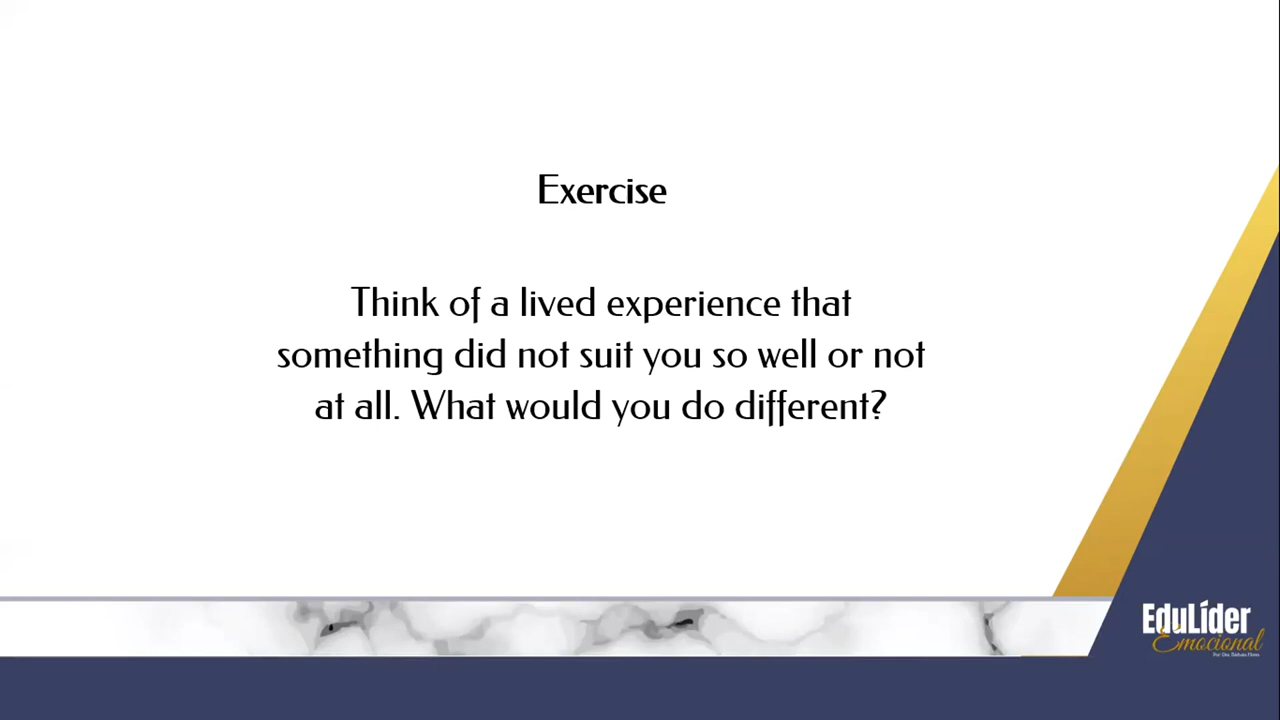 Exercise
Think of a lived experience that
something did not suit you so well or not
at all. What would you do different?
EduLíder
Emocional